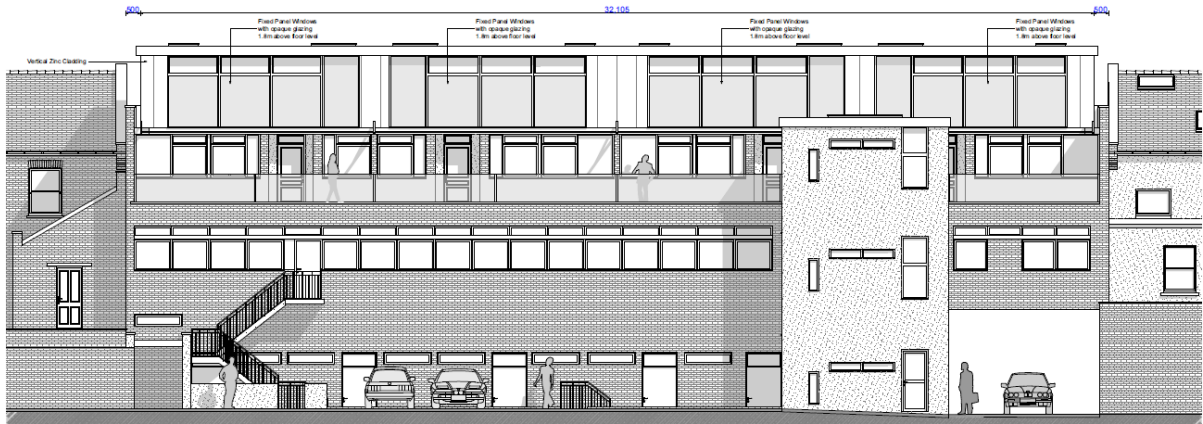 500
32.105
500
Fixed Panel Windows
with opaque glazing
1.8m above floor level
Fixed Panel Windows
with opaque glazing
1.8m above floor level
Fixed Panel Windows
with opaque glazing
1.8m above floor level
Fixed Panel Windows
with opaque glazing
1.8m above floor level
Vertical Zinc Cladding